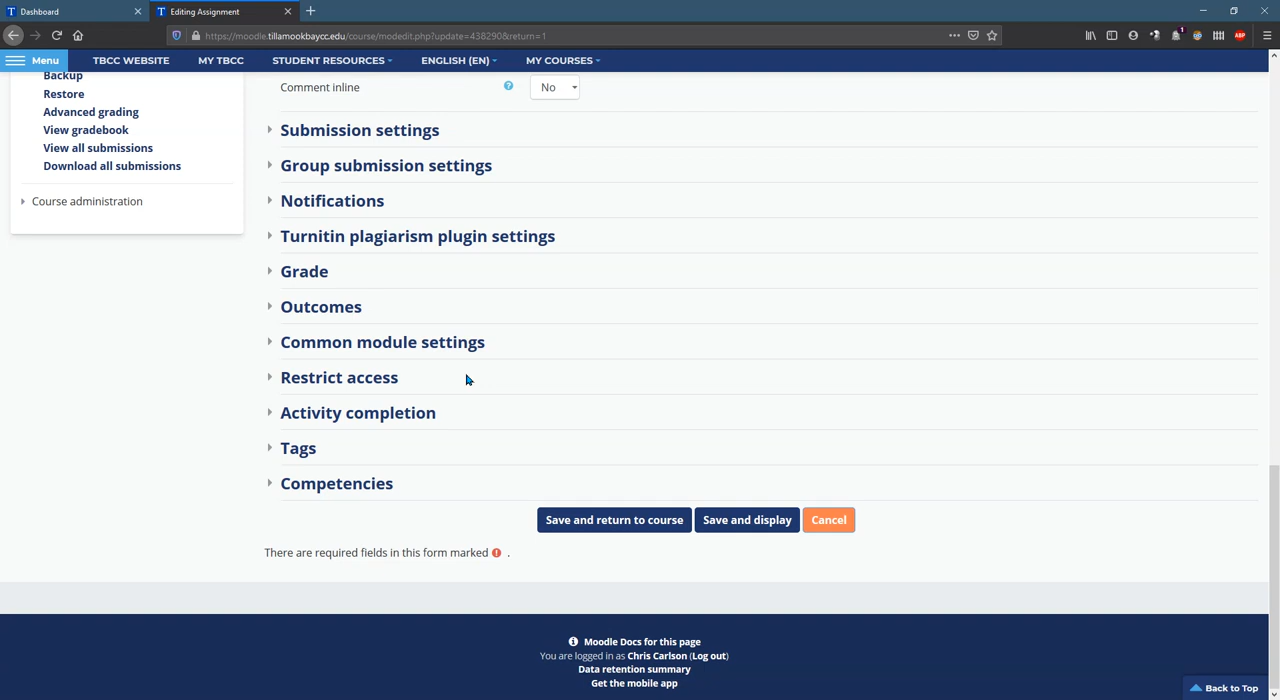 Dashboard
Editing Assignment
https://moodle.tillamookbaycc.edu/course/modedit.php?update=438290&return=1
1
ABP
Menu
TBCC WEBSITE
MY TBCC
STUDENT RESOURCES
ENGLISH (EN)
MY COURSES
Backup
Restore
Advanced grading
View gradebook
View all submissions
Download all submissions
Course administration
Comment inline
No
Submission settings
Group submission settings
Notifications
Turnitin plagiarism plugin settings
Grade
Outcomes
Common module settings
Restrict access
Activity completion
Tags
Competencies
Save and return to course
Save and display
Cancel
There are required fields in this form marked .
Moodle Docs for this page
You are logged in as Chris Carlson (Log out)
Data retention summary
Get the mobile app
Back to Top